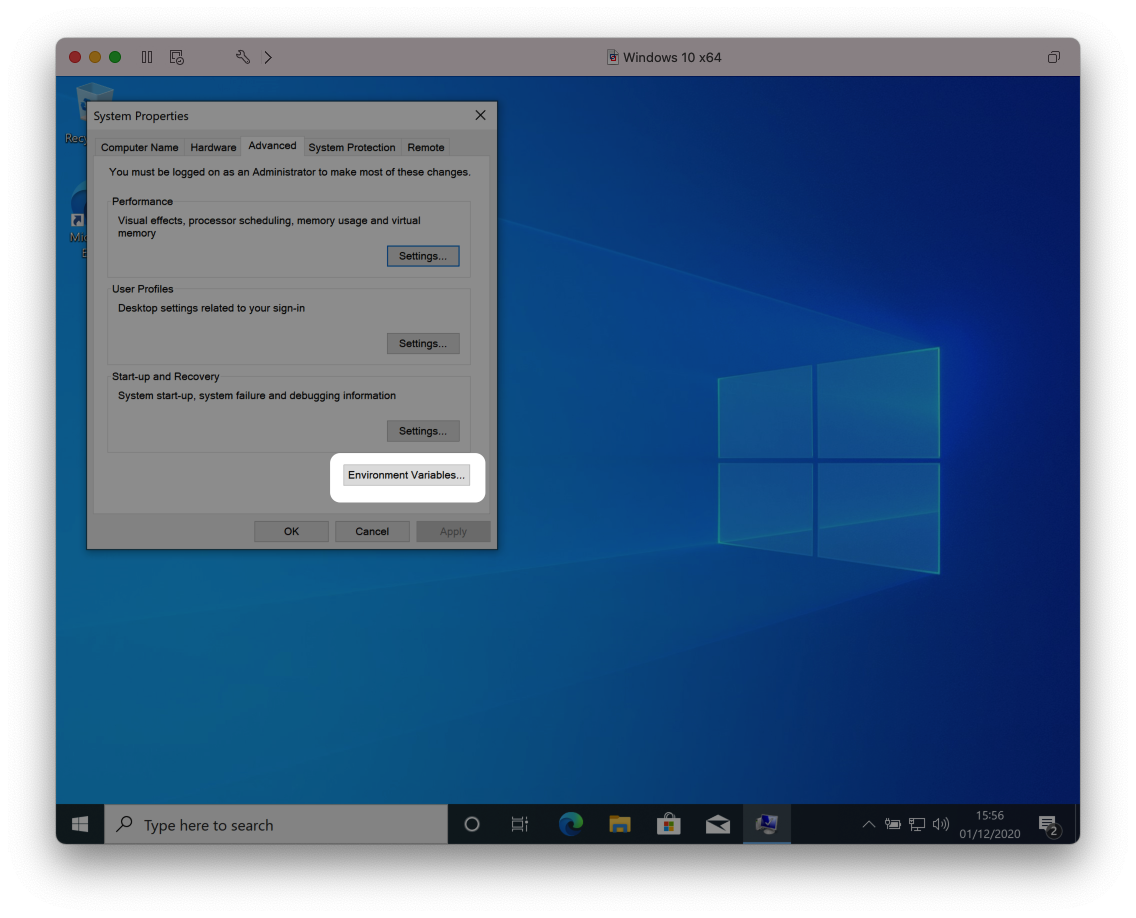 Windows 10 x64
System Properties
Computer Name
Hardware
Advanced
System Protection
Remote
You must be logged on as an Administrator to make most of these changes.
Performance
Visual effects, processor scheduling, memory usage and virtual
memory
Settings...
User Profiles
Desktop settings related to your sign-in
Settings...
Start-up and Recovery
System start-up, system failure and debugging information
Settings...
Environment Variables...
OK
Cancel
Apply
Type here to search
15:56
01/12/2020
2